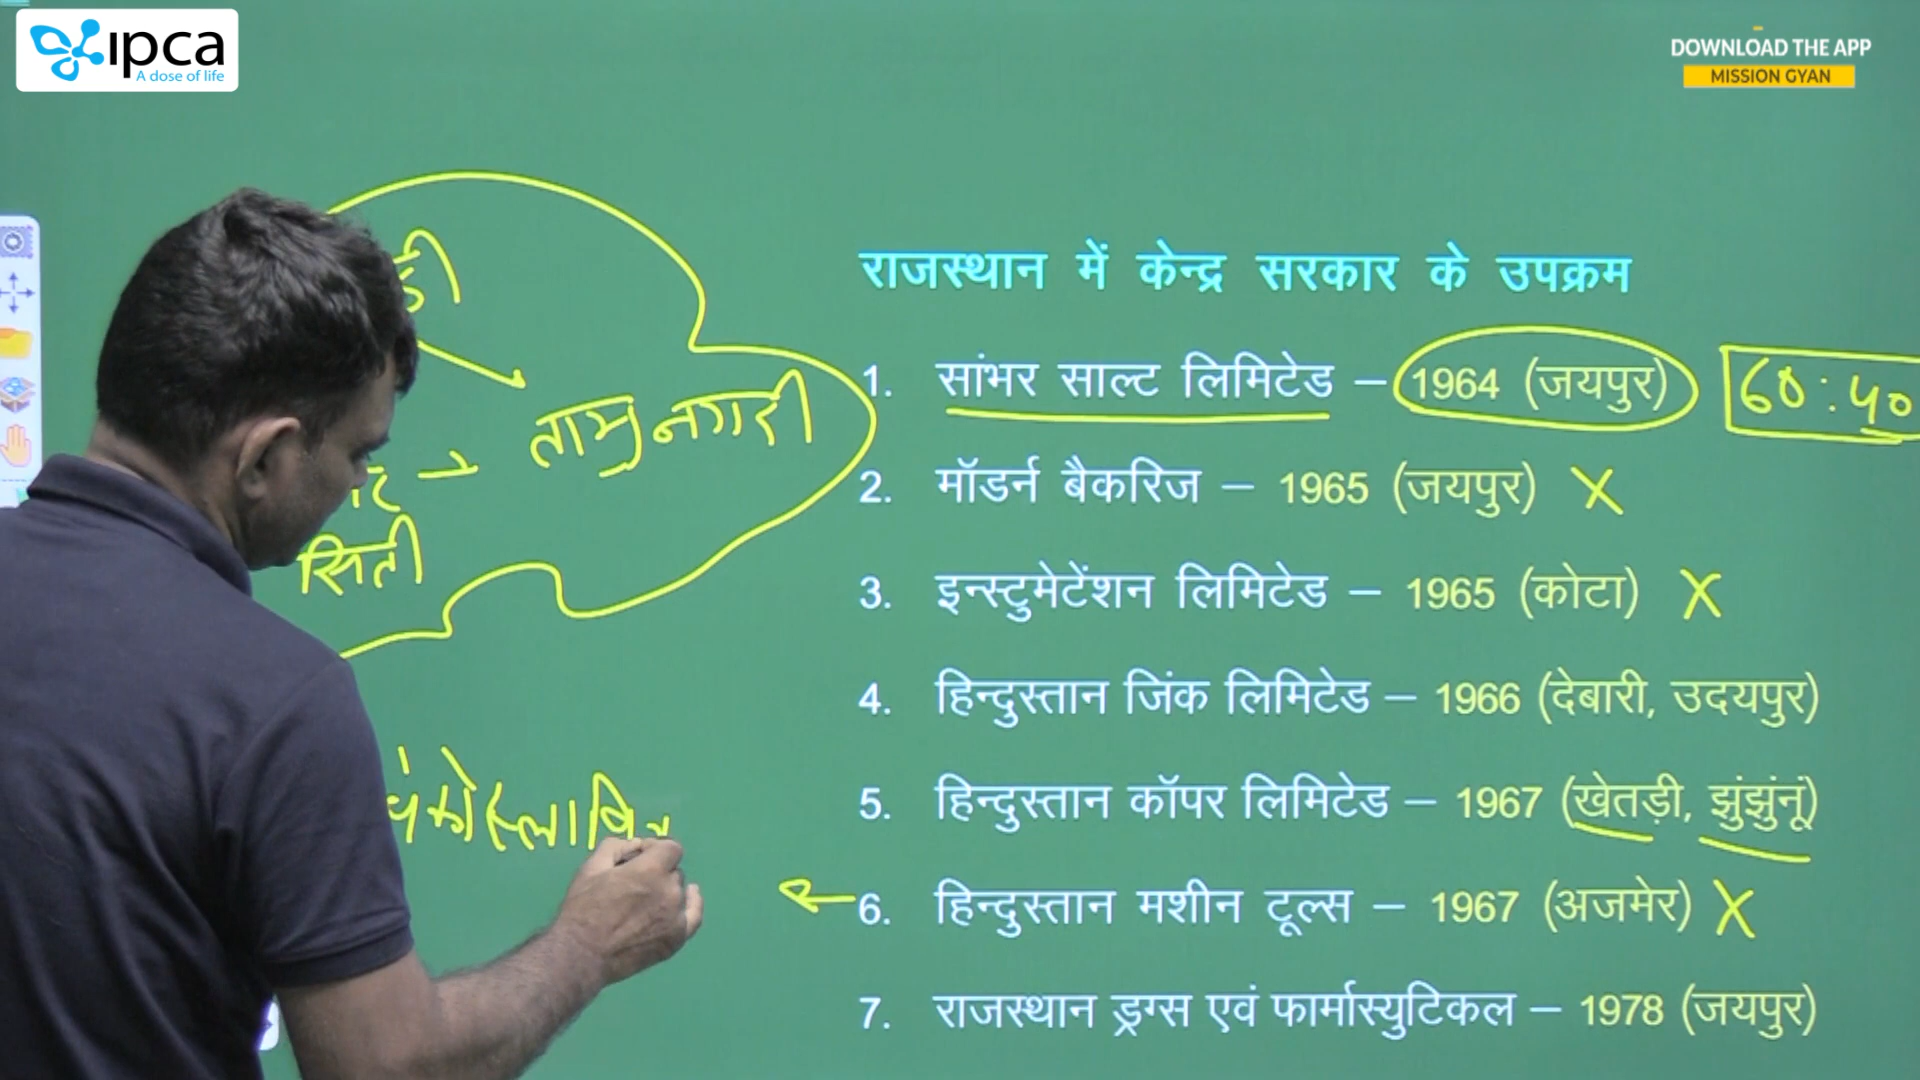 ipca
A dose of life
DOWNLOAD THE APP
MISSION GYAN
राजस्थान में केन्द्र सरकार के उपक्रम
1. सांभर साल्ट लिमिटेड – 1964 (जयपुर) 60:40
2. मॉडर्न बैकरिज – 1965 (जयपुर) X
3. इन्स्टुमेटेंशन लिमिटेड – 1965 (कोटा) X
4. हिन्दुस्तान जिंक लिमिटेड – 1966 (देबारी, उदयपुर)
5. हिन्दुस्तान कॉपर लिमिटेड – 1967 (खेतड़ी, झुंझुंनूं)
6. हिन्दुस्तान मशीन टूल्स – 1967 (अजमेर) X
7. राजस्थान ड्रग्स एवं फार्मास्युटिकल – 1978 (जयपुर)
ताम्र नगरी
सिटी